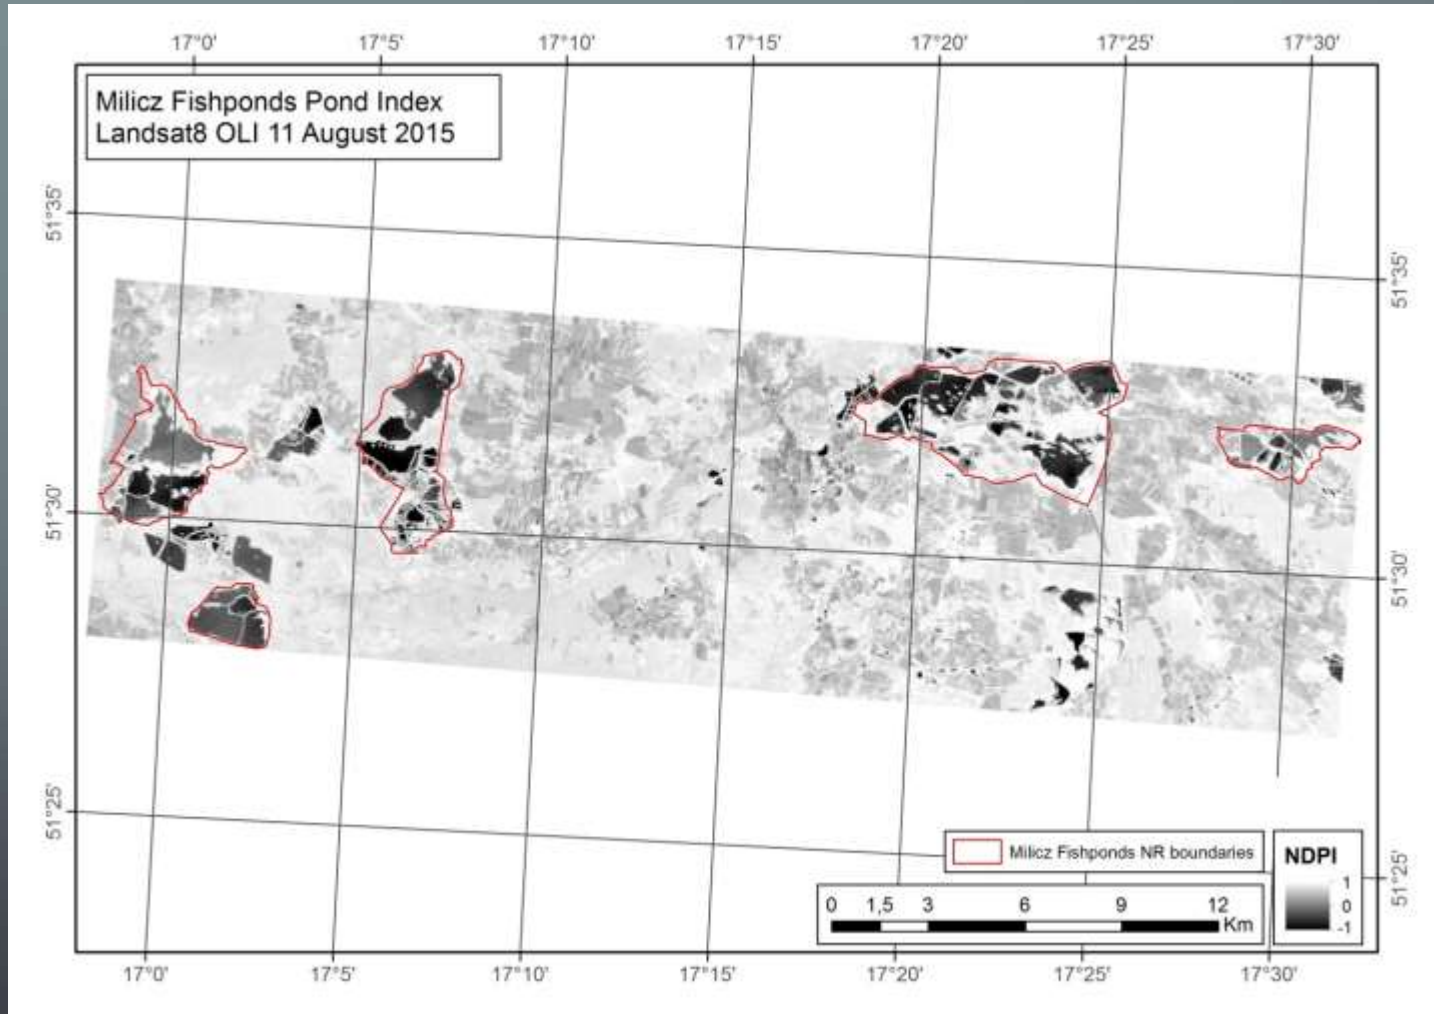 17°0' 17°5' 17°10' 17°15' 17°20' 17°25' 17°30'
Milicz Fishponds Pond Index
Landsat8 OLI 11 August 2015
51°35'
51°35'
51°30'
51°30'
51°25'
51°25'
Milicz Fishponds NR boundaries
NDPI
1
0
-1
0 1,5 3 6 9 12
Km
17°0' 17°5' 17°10' 17°15' 17°20' 17°25' 17°30'